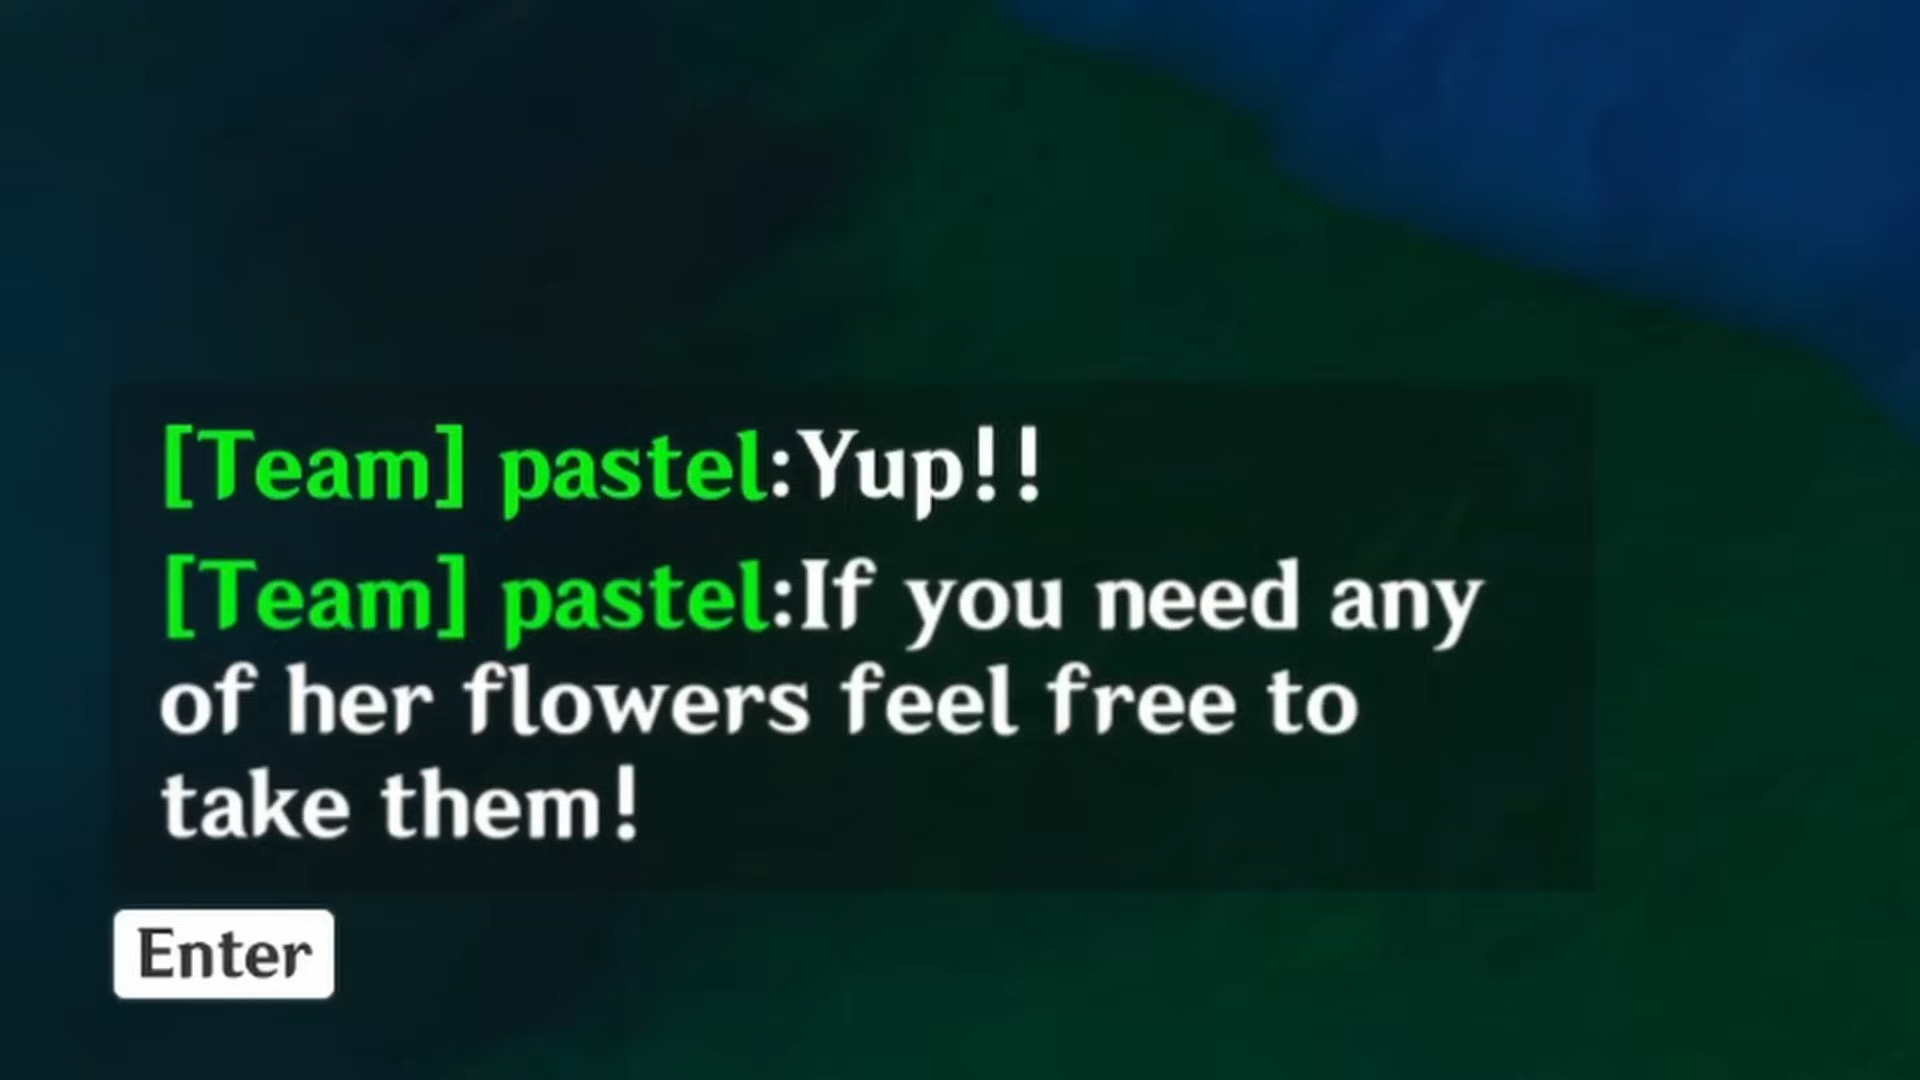 [Team] pastel:Yup!!
[Team] pastel:If you need any
of her flowers feel free to
take them!
Enter